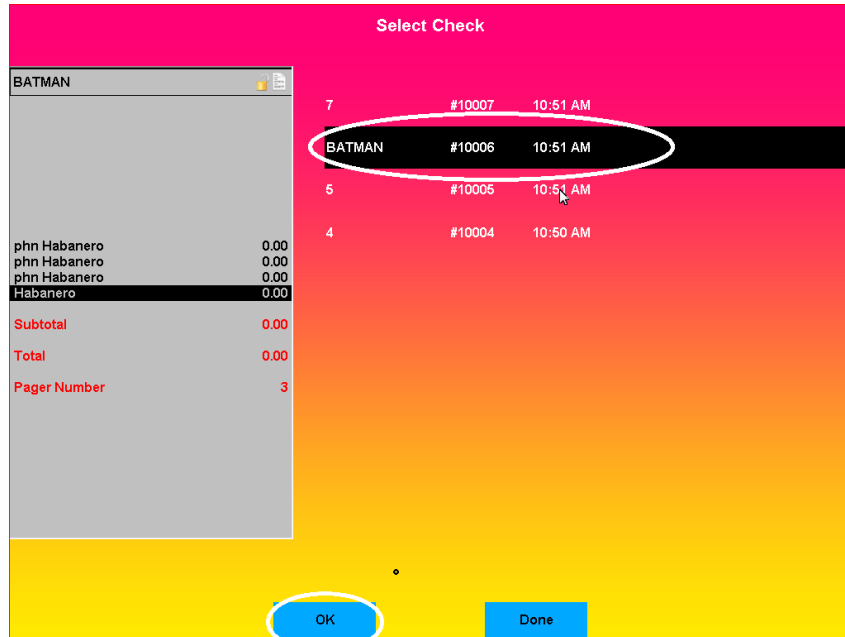 Select Check
BATMAN
phn Habanero 0.00
phn Habanero 0.00
phn Habanero 0.00
Habanero 0.00
Subtotal 0.00
Total 0.00
Pager Number 3
7 #10007 10:51 AM
BATMAN #10006 10:51 AM
5 #10005 10:51 AM
4 #10004 10:50 AM
OK Done